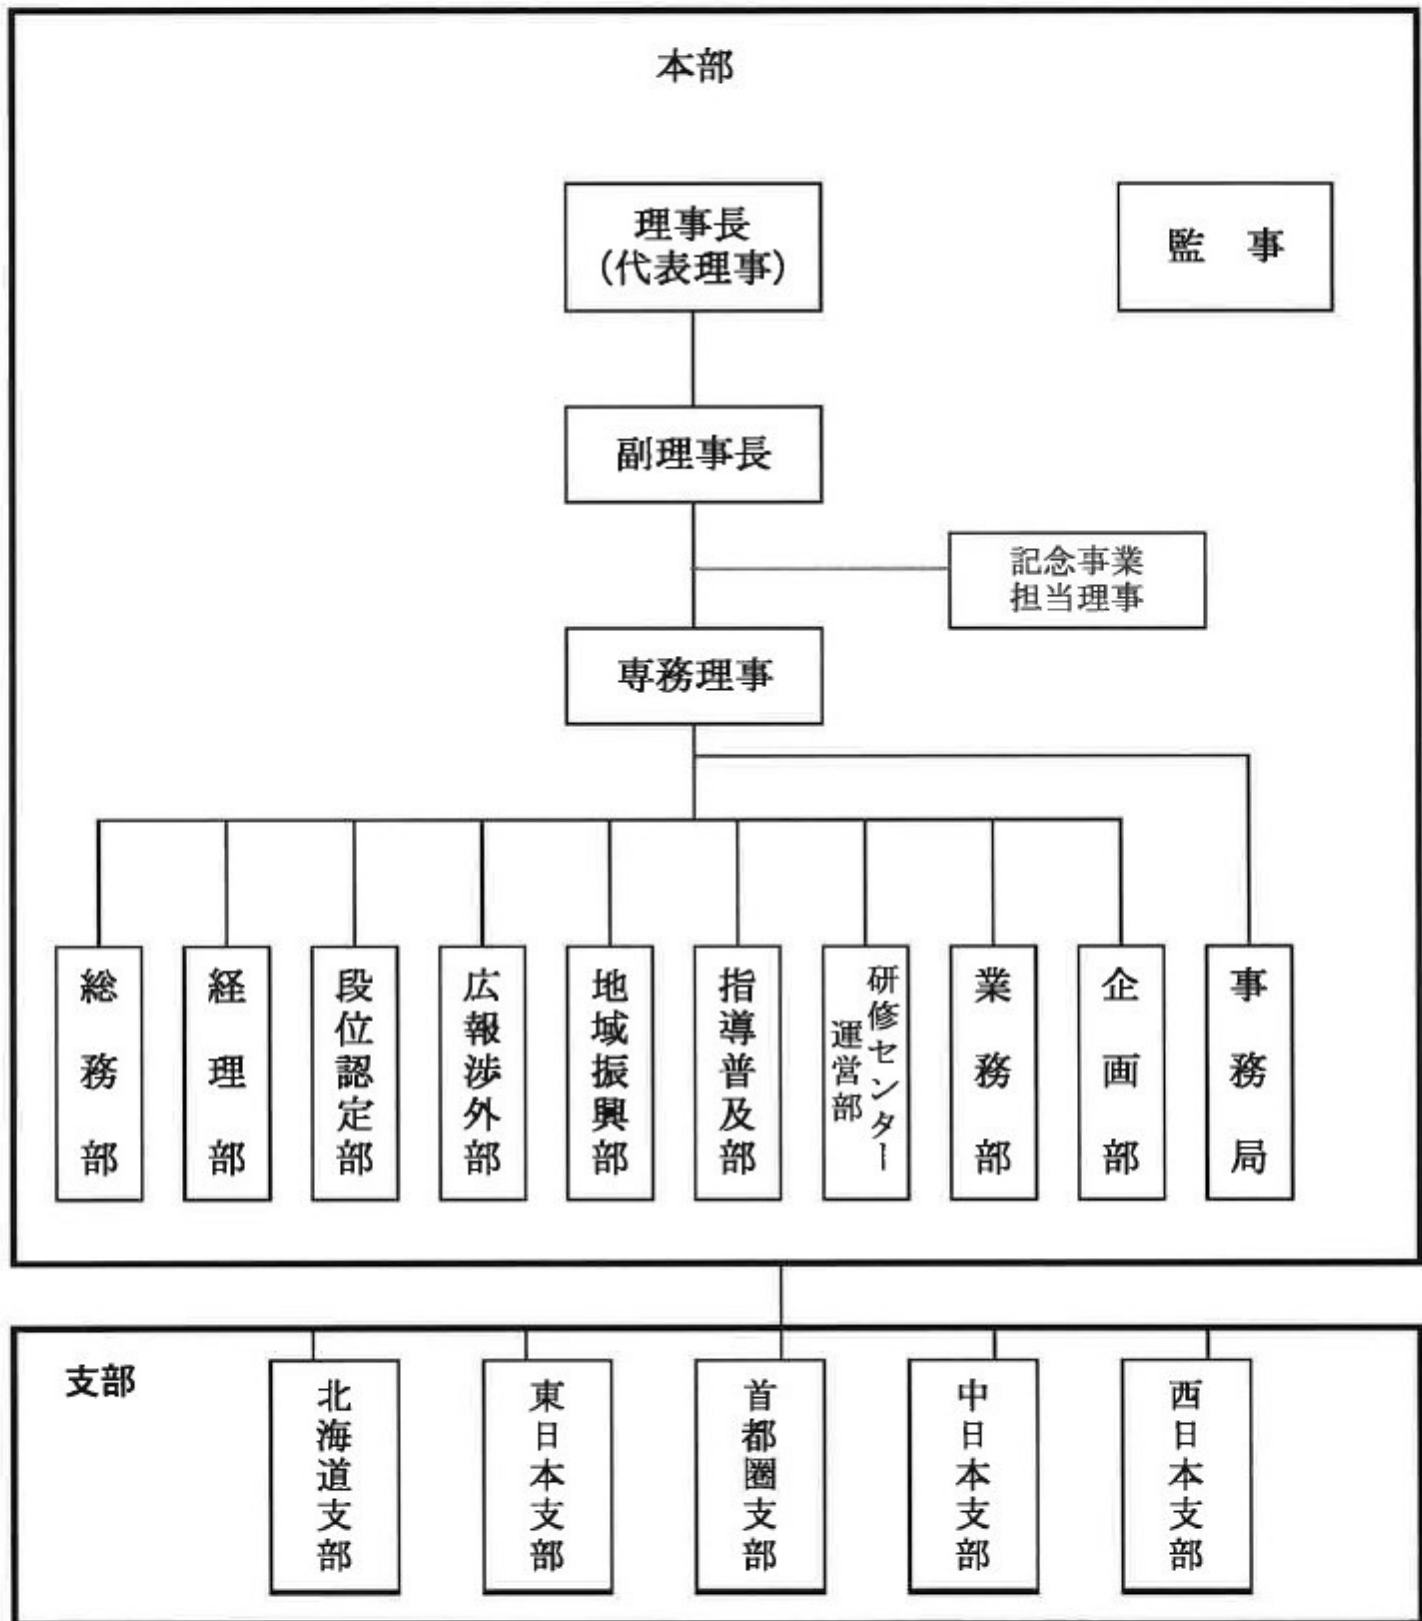 本部
理事長
(代表理事)
監　事
副理事長
記念事業
担当理事
専務理事
総務部
経理部
段位認定部
広報渉外部
地域振興部
指導普及部
研修センター
運営部
業務部
企画部
事務局
支部
北海道支部
東日本支部
首都圏支部
中日本支部
西日本支部